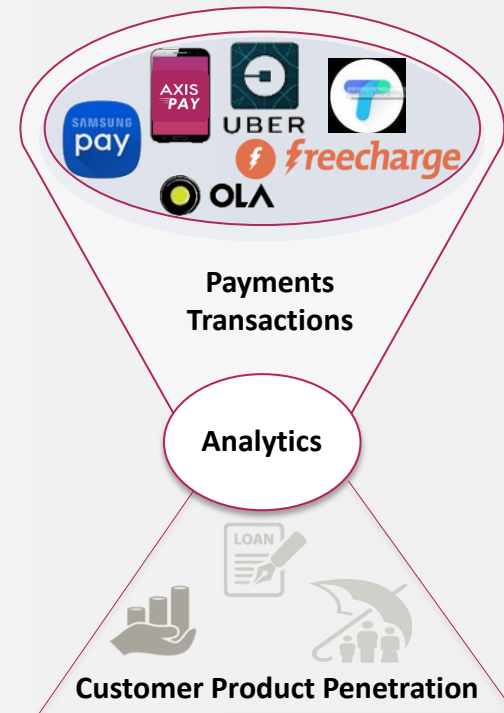 AXIS
PAY
SAMSUNG
pay
UBER
freecharge
OLA
Payments
Transactions
Analytics
LOAN
Customer Product Penetration